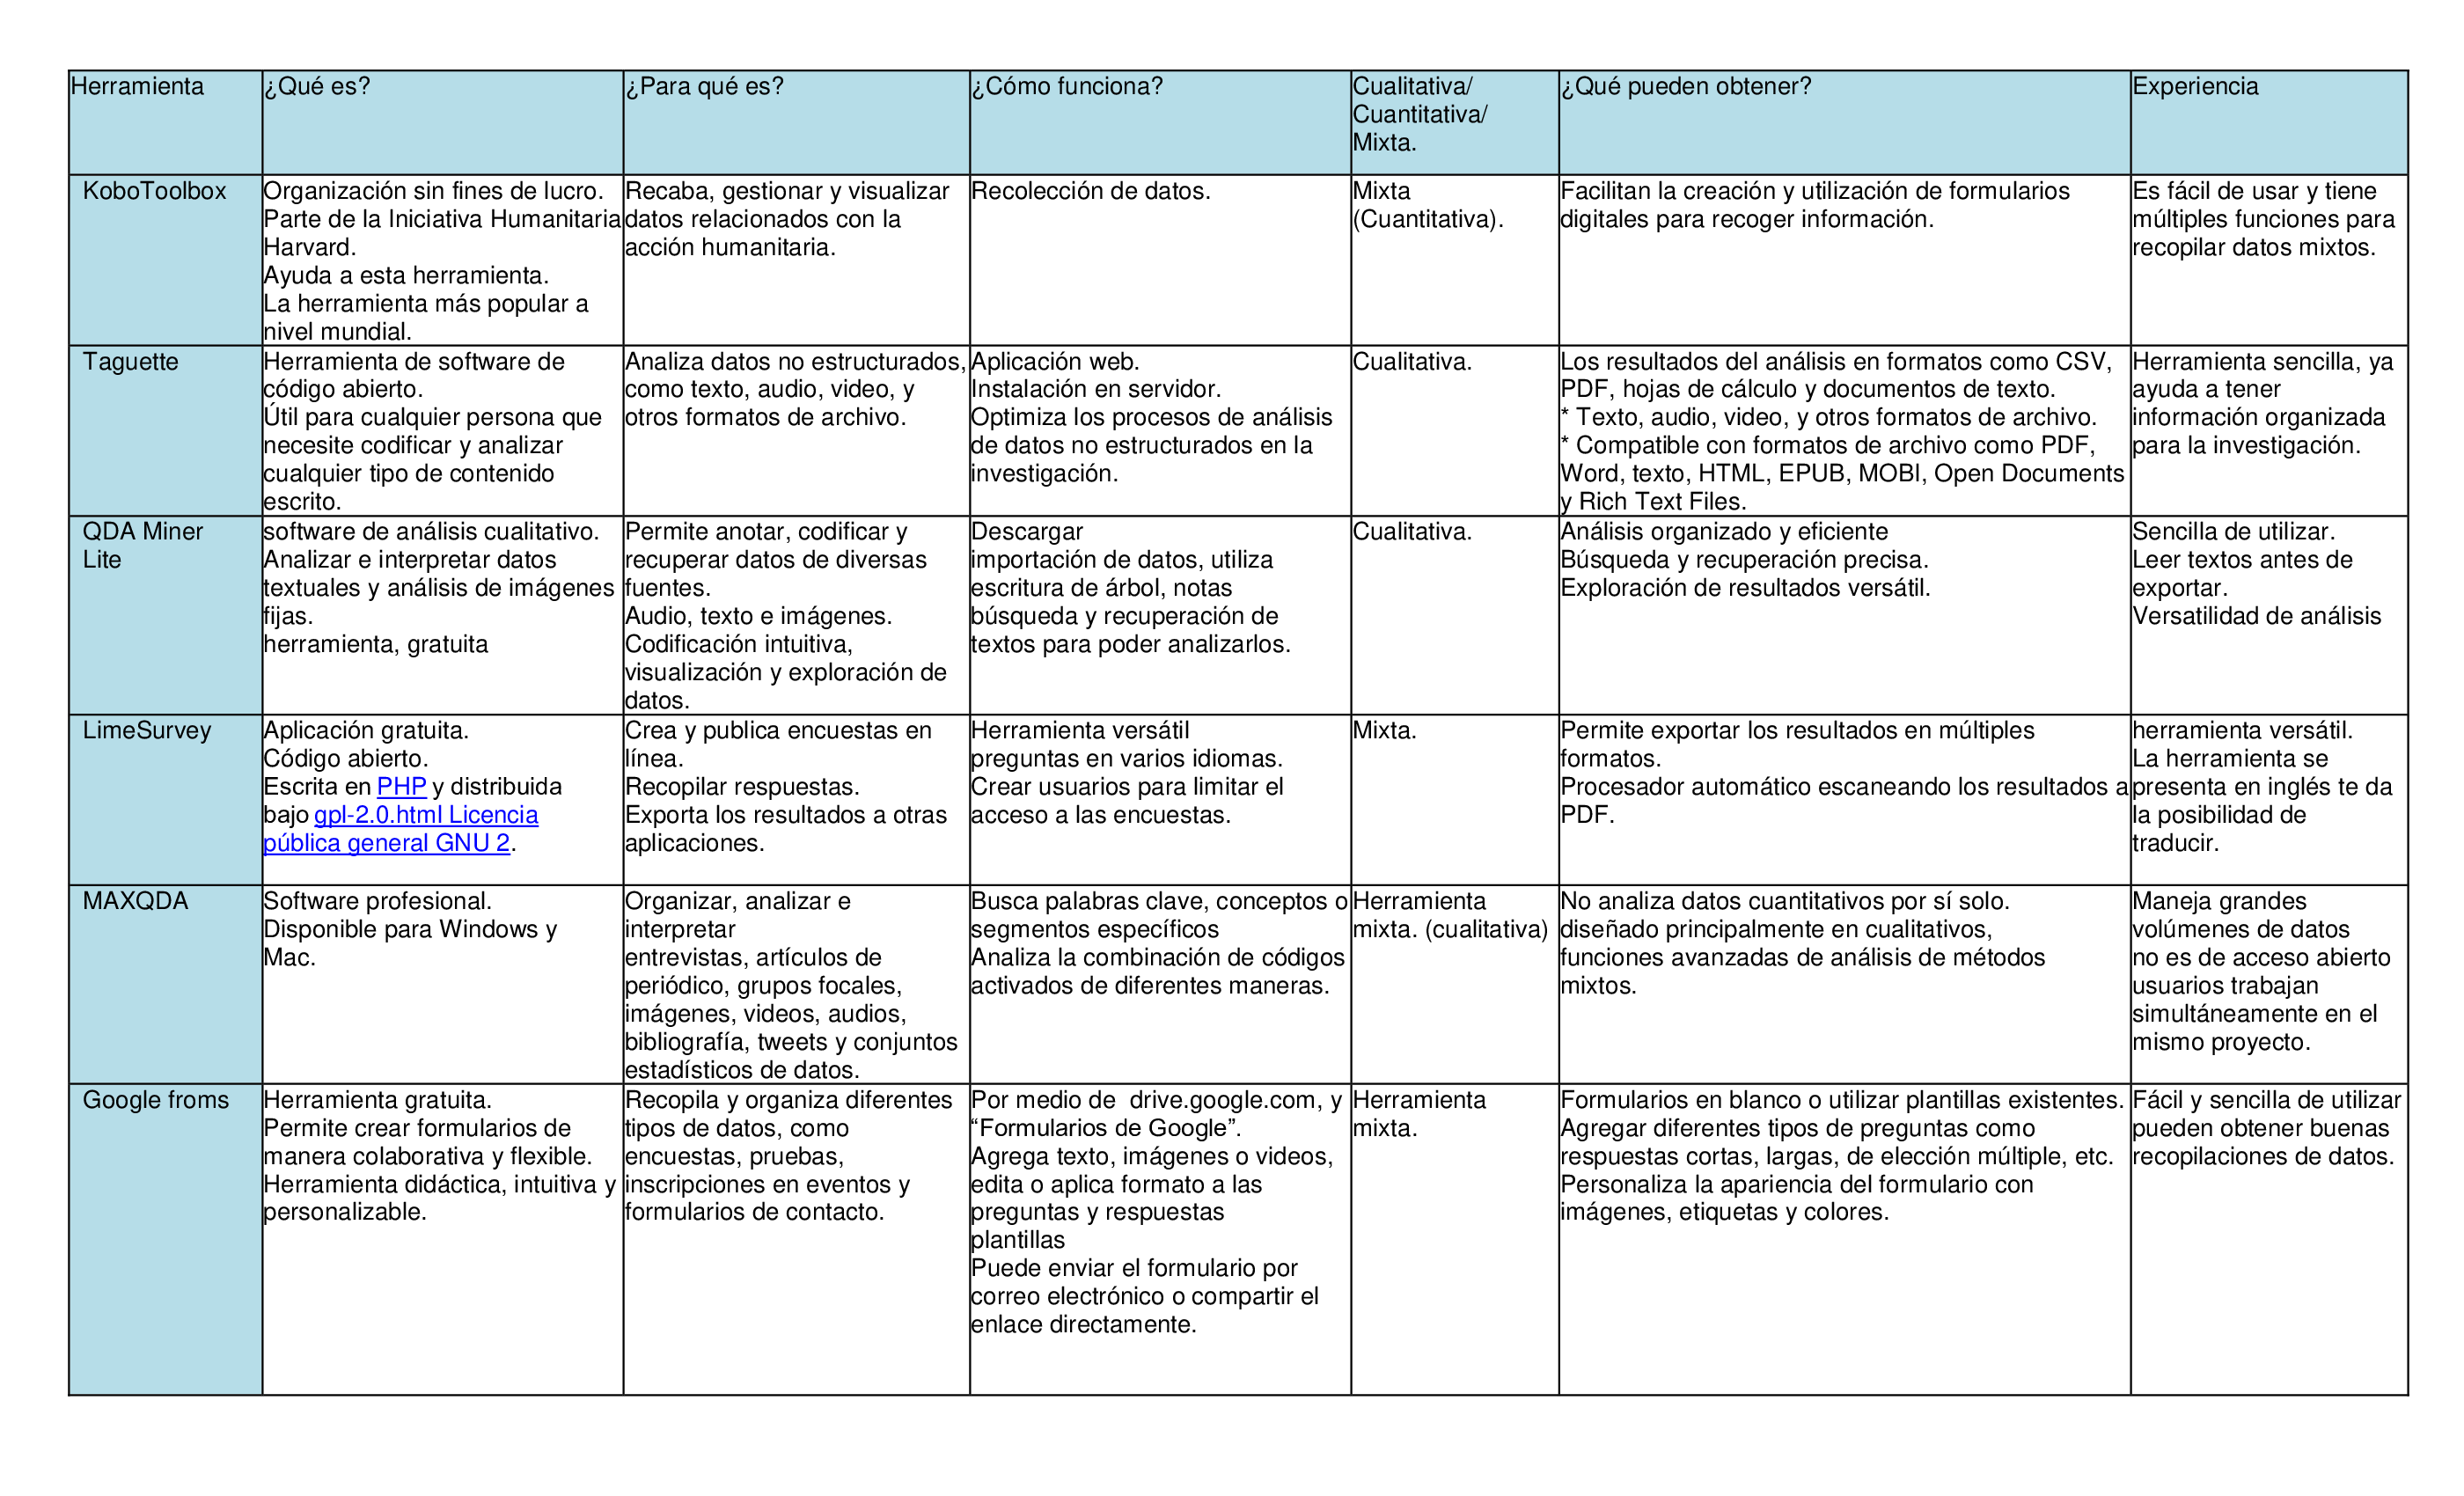 Herramienta
¿Qué es?
¿Para qué es?
¿Cómo funciona?
Cualitativa/
Cuantitativa/
Mixta.
¿Qué pueden obtener?
Experiencia
KoboToolbox
Organización sin fines de lucro.
Parte de la Iniciativa Humanitaria
Harvard.
Ayuda a esta herramienta.
La herramienta más popular a
nivel mundial.
Recaba, gestionar y visualizar
datos relacionados con la
acción humanitaria.
Recolección de datos.
Mixta
(Cuantitativa).
Facilitan la creación y utilización de formularios
digitales para recoger información.
Es fácil de usar y tiene
múltiples funciones para
recopilar datos mixtos.
Taguette
Herramienta de software de
código abierto.
Útil para cualquier persona que
necesite codificar y analizar
cualquier tipo de contenido
escrito.
Analiza datos no estructurados,
como texto, audio, video, y
otros formatos de archivo.
Aplicación web.
Instalación en servidor.
Optimiza los procesos de análisis
de datos no estructurados en la
investigación.
Cualitativa.
Los resultados del análisis en formatos como CSV,
PDF, hojas de cálculo y documentos de texto.
* Texto, audio, video, y otros formatos de archivo.
* Compatible con formatos de archivo como PDF,
Word, texto, HTML, EPUB, MOBI, Open Documents
y Rich Text Files.
Herramienta sencilla, ya
ayuda a tener
información organizada
para la investigación.
QDA Miner
Lite
software de análisis cualitativo.
Analizar e interpretar datos
textuales y análisis de imágenes
fijas.
herramienta, gratuita
Permite anotar, codificar y
recuperar datos de diversas
fuentes.
Audio, texto e imágenes.
Codificación intuitiva,
visualización y exploración de
datos.
Descargar
importación de datos, utiliza
escritura de árbol, notas
búsqueda y recuperación de
textos para poder analizarlos.
Cualitativa.
Análisis organizado y eficiente
Búsqueda y recuperación precisa.
Exploración de resultados versátil.
Sencilla de utilizar.
Leer textos antes de
exportar.
Versatilidad de análisis
LimeSurvey
Aplicación gratuita.
Código abierto.
Escrita en PHP y distribuida
bajo gpl-2.0.html Licencia
pública general GNU 2.
Crea y publica encuestas en
línea.
Recopilar respuestas.
Exporta los resultados a otras
aplicaciones.
Herramienta versátil
preguntas en varios idiomas.
Crear usuarios para limitar el
acceso a las encuestas.
Mixta.
Permite exportar los resultados en múltiples
formatos.
Procesador automático escaneando los resultados a
PDF.
herramienta versátil.
La herramienta se
presenta en inglés te da
la posibilidad de
traducir.
MAXQDA
Software profesional.
Disponible para Windows y
Mac.
Organizar, analizar e
interpretar
entrevistas, artículos de
periódico, grupos focales,
imágenes, videos, audios,
bibliografía, tweets y conjuntos
estadísticos de datos.
Busca palabras clave, conceptos o
segmentos específicos
Analiza la combinación de códigos
activados de diferentes maneras.
Herramienta
mixta. (cualitativa)
No analiza datos cuantitativos por sí solo.
diseñado principalmente en cualitativos,
funciones avanzadas de análisis de métodos
mixtos.
Maneja grandes
volúmenes de datos
no es de acceso abierto
usuarios trabajan
simultáneamente en el
mismo proyecto.
Google froms
Herramienta gratuita.
Permite crear formularios de
manera colaborativa y flexible.
Herramienta didáctica, intuitiva y
personalizable.
Recopila y organiza diferentes
tipos de datos, como
encuestas, pruebas,
inscripciones en eventos y
formularios de contacto.
Por medio de  drive.google.com, y
“Formularios de Google”.
Agrega texto, imágenes o videos,
edita o aplica formato a las
preguntas y respuestas
plantillas
Puede enviar el formulario por
correo electrónico o compartir el
enlace directamente.
Herramienta
mixta.
Formularios en blanco o utilizar plantillas existentes.
Agregar diferentes tipos de preguntas como
respuestas cortas, largas, de elección múltiple, etc.
Personaliza la apariencia del formulario con
imágenes, etiquetas y colores.
Fácil y sencilla de utilizar
pueden obtener buenas
recopilaciones de datos.